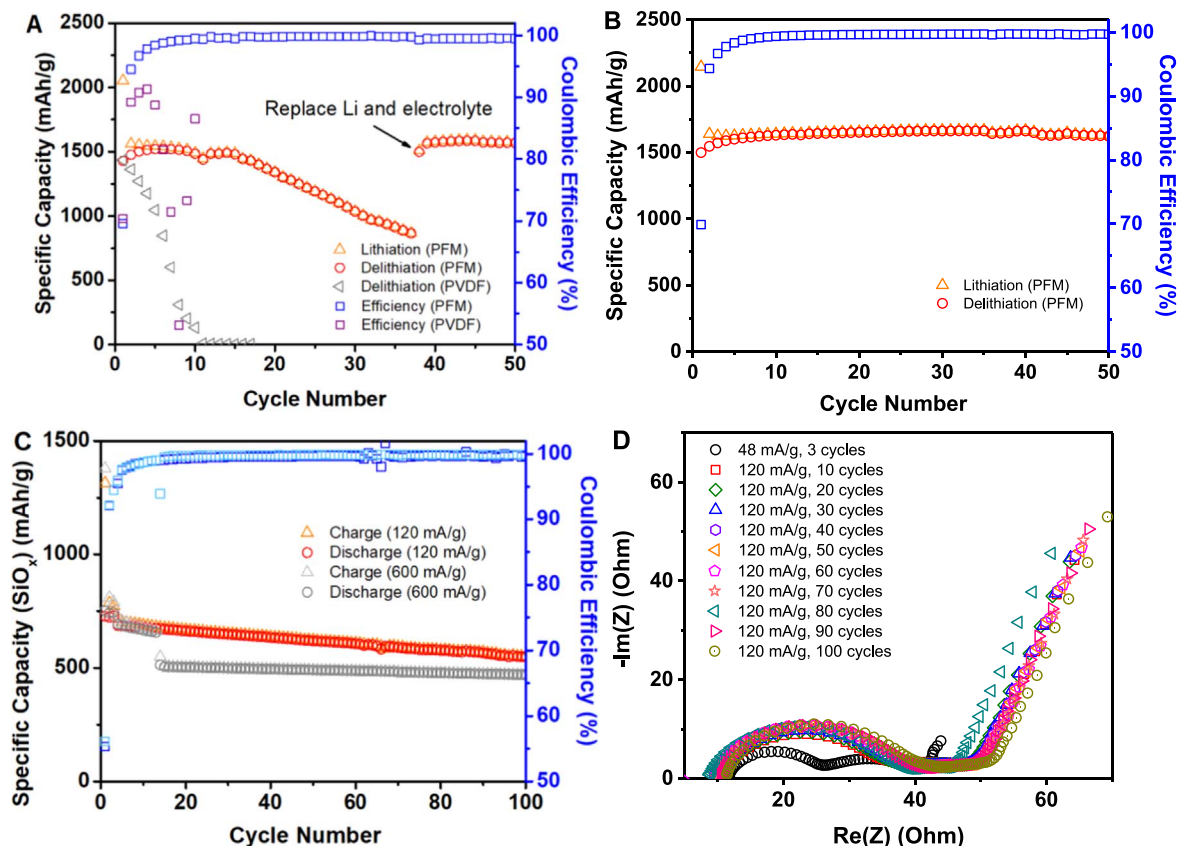 A
Specific Capacity (mAh/g)
2500
2000
1500
1000
500
0
100
90
80
70
60
50
Coulombic Efficiency (%)
Replace Li and electrolyte
Lithiation (PFM)
Delithiation (PFM)
Delithiation (PVDF)
Efficiency (PFM)
Efficiency (PVDF)
0 10 20 30 40 50
Cycle Number
B
Specific Capacity (mAh/g)
2500
2000
1500
1000
500
0
100
90
80
70
60
50
Coulombic Efficiency (%)
Lithiation (PFM)
Delithiation (PFM)
0 10 20 30 40 50
Cycle Number
C
Specific Capacity (SiOx) (mAh/g)
1500
1000
500
0
100
95
90
85
80
75
70
65
60
55
50
Coulombic Efficiency (%)
Charge (120 mA/g)
Discharge (120 mA/g)
Charge (600 mA/g)
Discharge (600 mA/g)
0 20 40 60 80 100
Cycle Number
D
-Im(Z) (Ohm)
60
40
20
0
48 mA/g, 3 cycles
120 mA/g, 10 cycles
120 mA/g, 20 cycles
120 mA/g, 30 cycles
120 mA/g, 40 cycles
120 mA/g, 50 cycles
120 mA/g, 60 cycles
120 mA/g, 70 cycles
120 mA/g, 80 cycles
120 mA/g, 90 cycles
120 mA/g, 100 cycles
20 40 60
Re(Z) (Ohm)